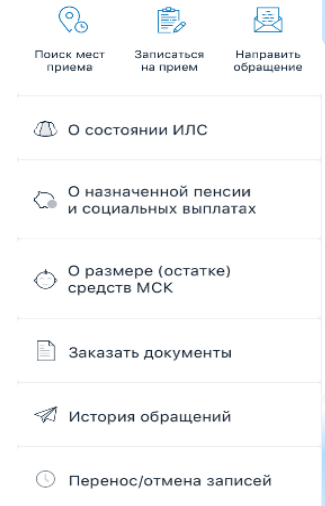 Поиск мест
приема
Записаться
на прием
Направить
обращение
О состоянии ИЛС
О назначенной пенсии
и социальных выплатах
О размере (остатке)
средств МСК
Заказать документы
История обращений
Перенос/отмена записей